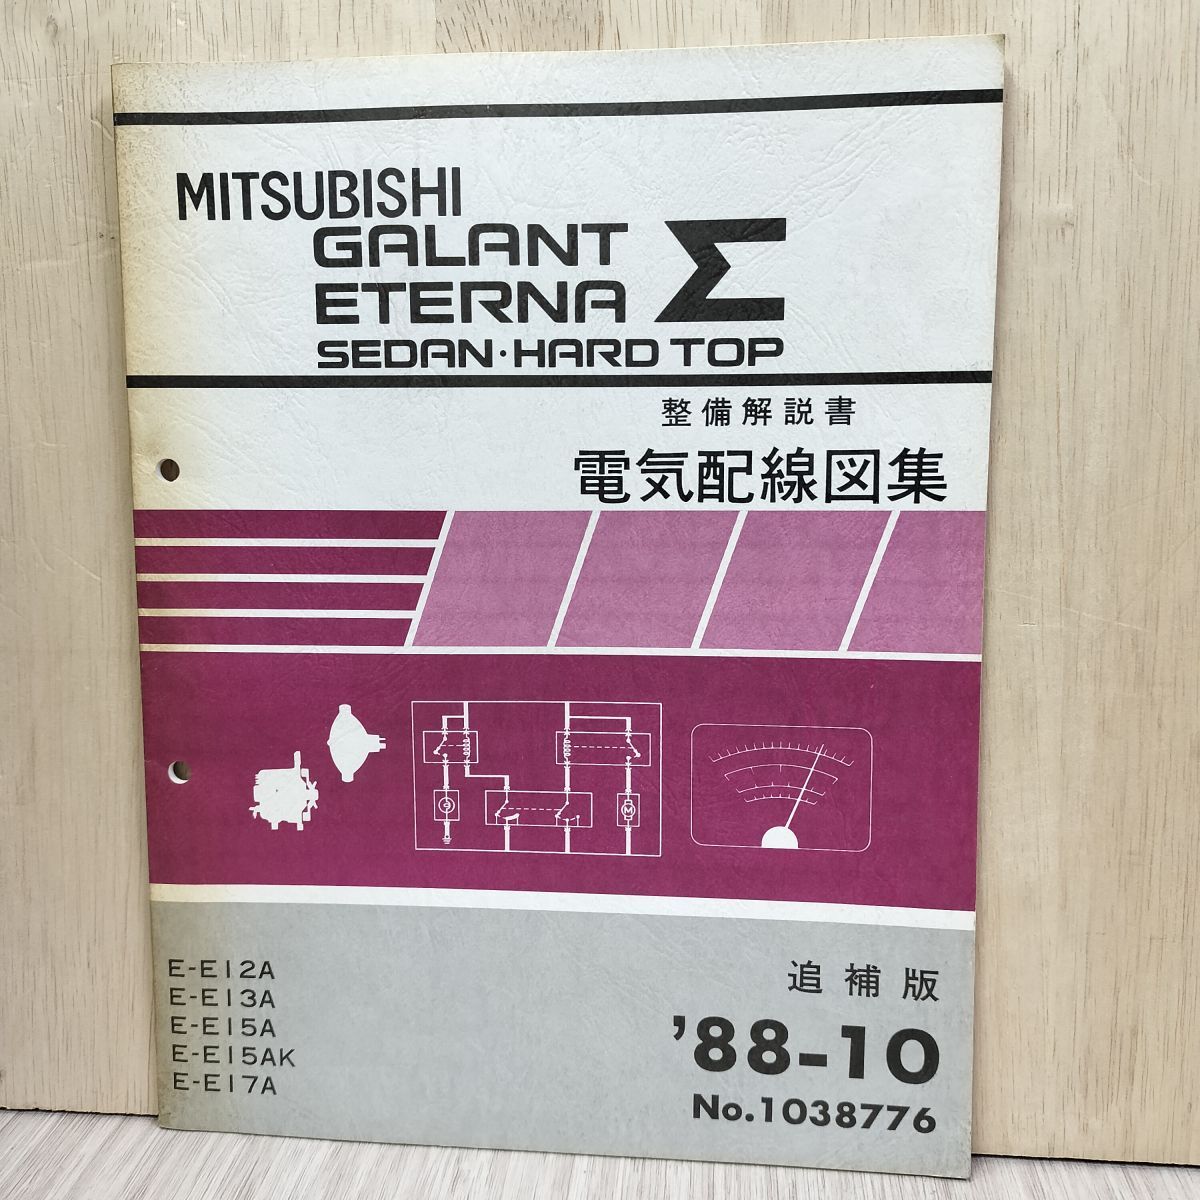 MITSUBISHI
GALANT
ETERNA Σ
SEDAN・HARD TOP
整備解説書
電気配線図集
M
E-E12A
E-E13A
E-E15A
E-E15AK
E-E17A
追補版
'88-10
No.1038776